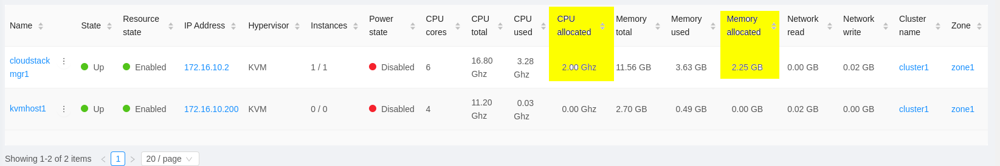 Name State Resource state IP Address Hypervisor Instances Power state CPU cores CPU total CPU used CPU allocated Memory total Memory used Memory allocated Network read Network write Cluster name Zone
cloudstack mgr1 Up Enabled 172.16.10.2 KVM 1 / 1 Disabled 6 16.80 Ghz 3.28 Ghz 2.00 Ghz 11.56 GB 3.63 GB 2.25 GB 0.00 GB 0.02 GB cluster1 zone1
kvmhost1 Up Enabled 172.16.10.200 KVM 0 / 0 Disabled 4 11.20 Ghz 0.03 Ghz 0.00 Ghz 2.70 GB 0.49 GB 0.00 GB 0.02 GB 0.00 GB cluster1 zone1
Showing 1-2 of 2 items < 1 > 20 / page